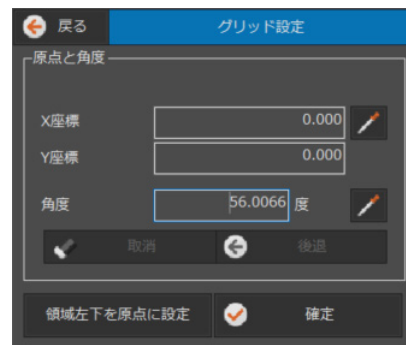 戻る
グリッド設定
原点と角度
X座標 0.000
Y座標 0.000
角度 56.0066 度
取消 後退
領域左下を原点に設定 確定